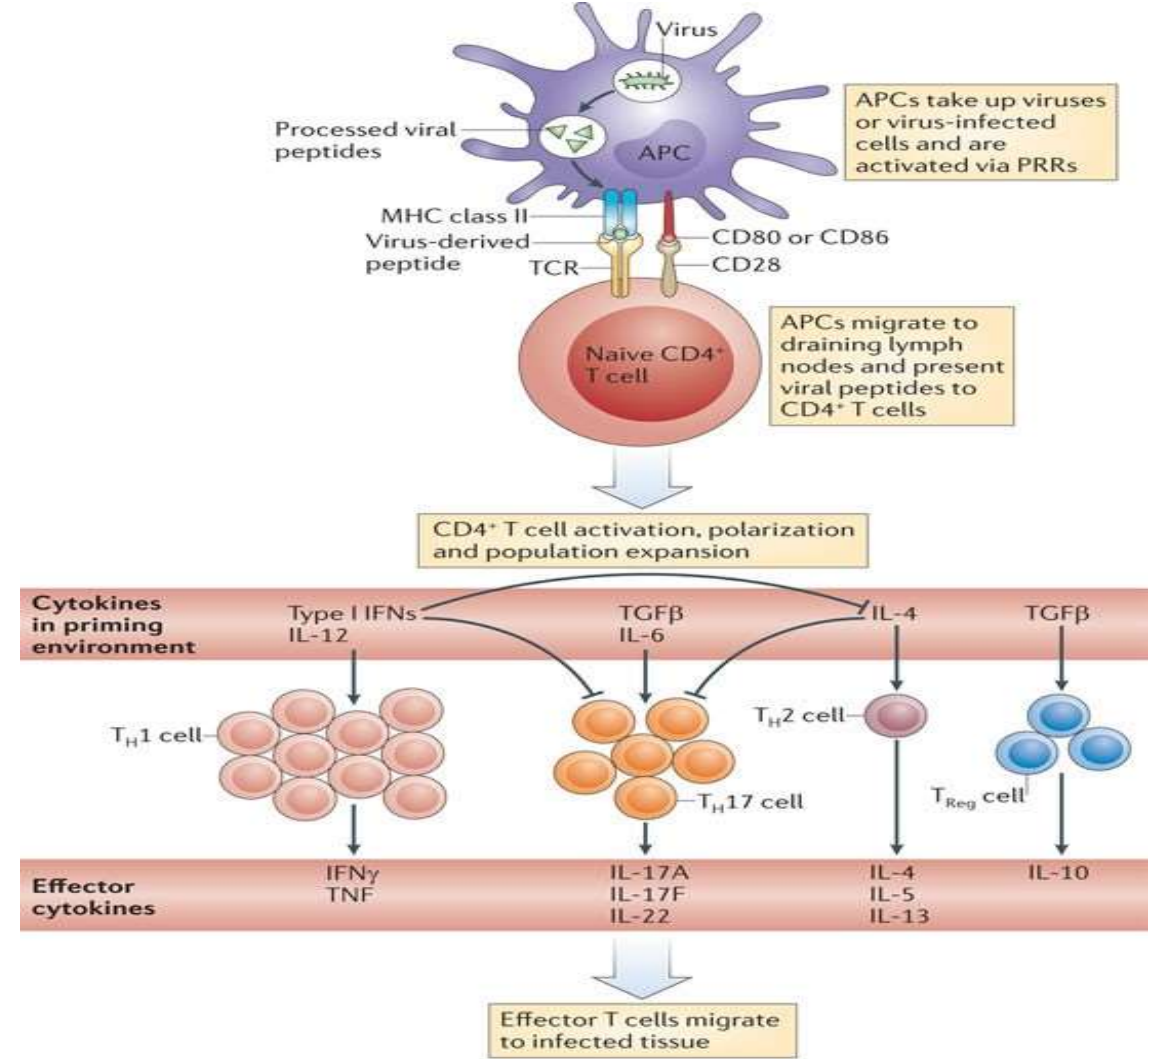 Virus
Processed viral
peptides
APC
APCs take up viruses
or virus-infected
cells and are
activated via PRRs
MHC class II
Virus-derived
peptide
TCR
CD80 or CD86
CD28
Naive CD4⁺
T cell
APCs migrate to
draining lymph
nodes and present
viral peptides to
CD4⁺ T cells
CD4⁺ T cell activation, polarization
and population expansion
Cytokines
in priming
environment
Type I IFNs
IL-12
TGFβ
IL-6
IL-4
TGFβ
T_H1 cell
T_H17 cell
T_H2 cell
T_Reg cell
Effector
cytokines
IFNγ
TNF
IL-17A
IL-17F
IL-22
IL-4
IL-5
IL-13
IL-10
Effector T cells migrate
to infected tissue